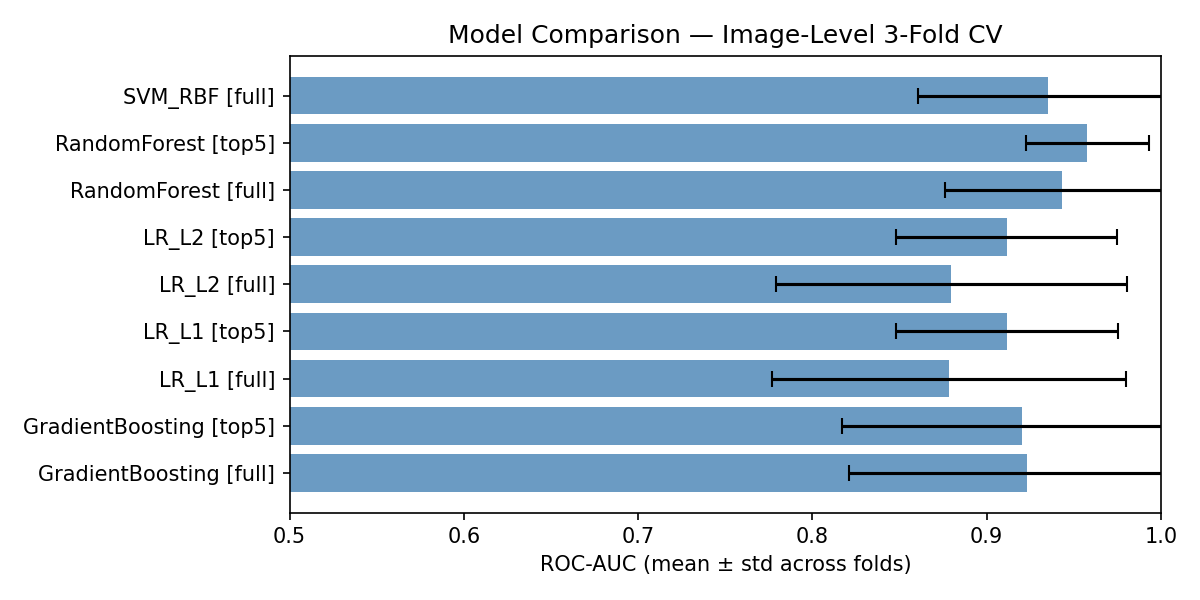 Model Comparison — Image-Level 3-Fold CV
SVM_RBF [full]
RandomForest [top5]
RandomForest [full]
LR_L2 [top5]
LR_L2 [full]
LR_L1 [top5]
LR_L1 [full]
GradientBoosting [top5]
GradientBoosting [full]
0.5 0.6 0.7 0.8 0.9 1.0
ROC-AUC (mean ± std across folds)